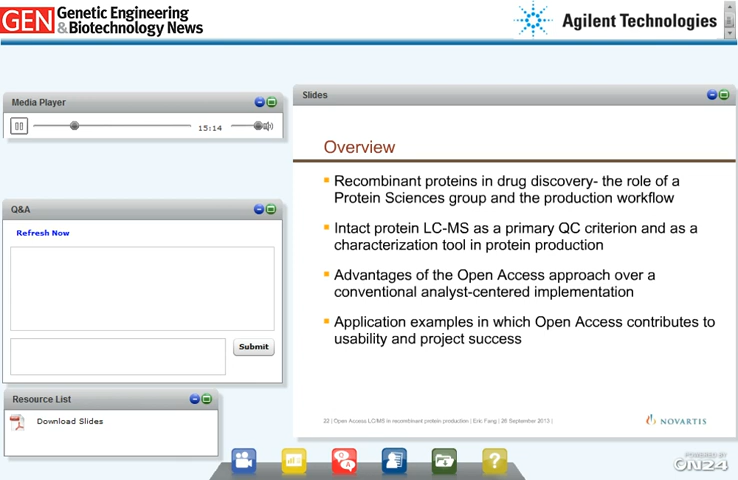 GEN Genetic Engineering
& Biotechnology News
Agilent Technologies
Media Player
15:14
Q&A
Refresh Now
Submit
Resource List
Download Slides
Slides
Overview
Recombinant proteins in drug discovery- the role of a
Protein Sciences group and the production workflow
Intact protein LC-MS as a primary QC criterion and as a
characterization tool in protein production
Advantages of the Open Access approach over a
conventional analyst-centered implementation
Application examples in which Open Access contributes to
usability and project success
22 | Open Access LC/MS in recombinant protein production | Eric Fang | 26 September 2013 |
NOVARTIS
Q
A
?
POWERED BY
ON24